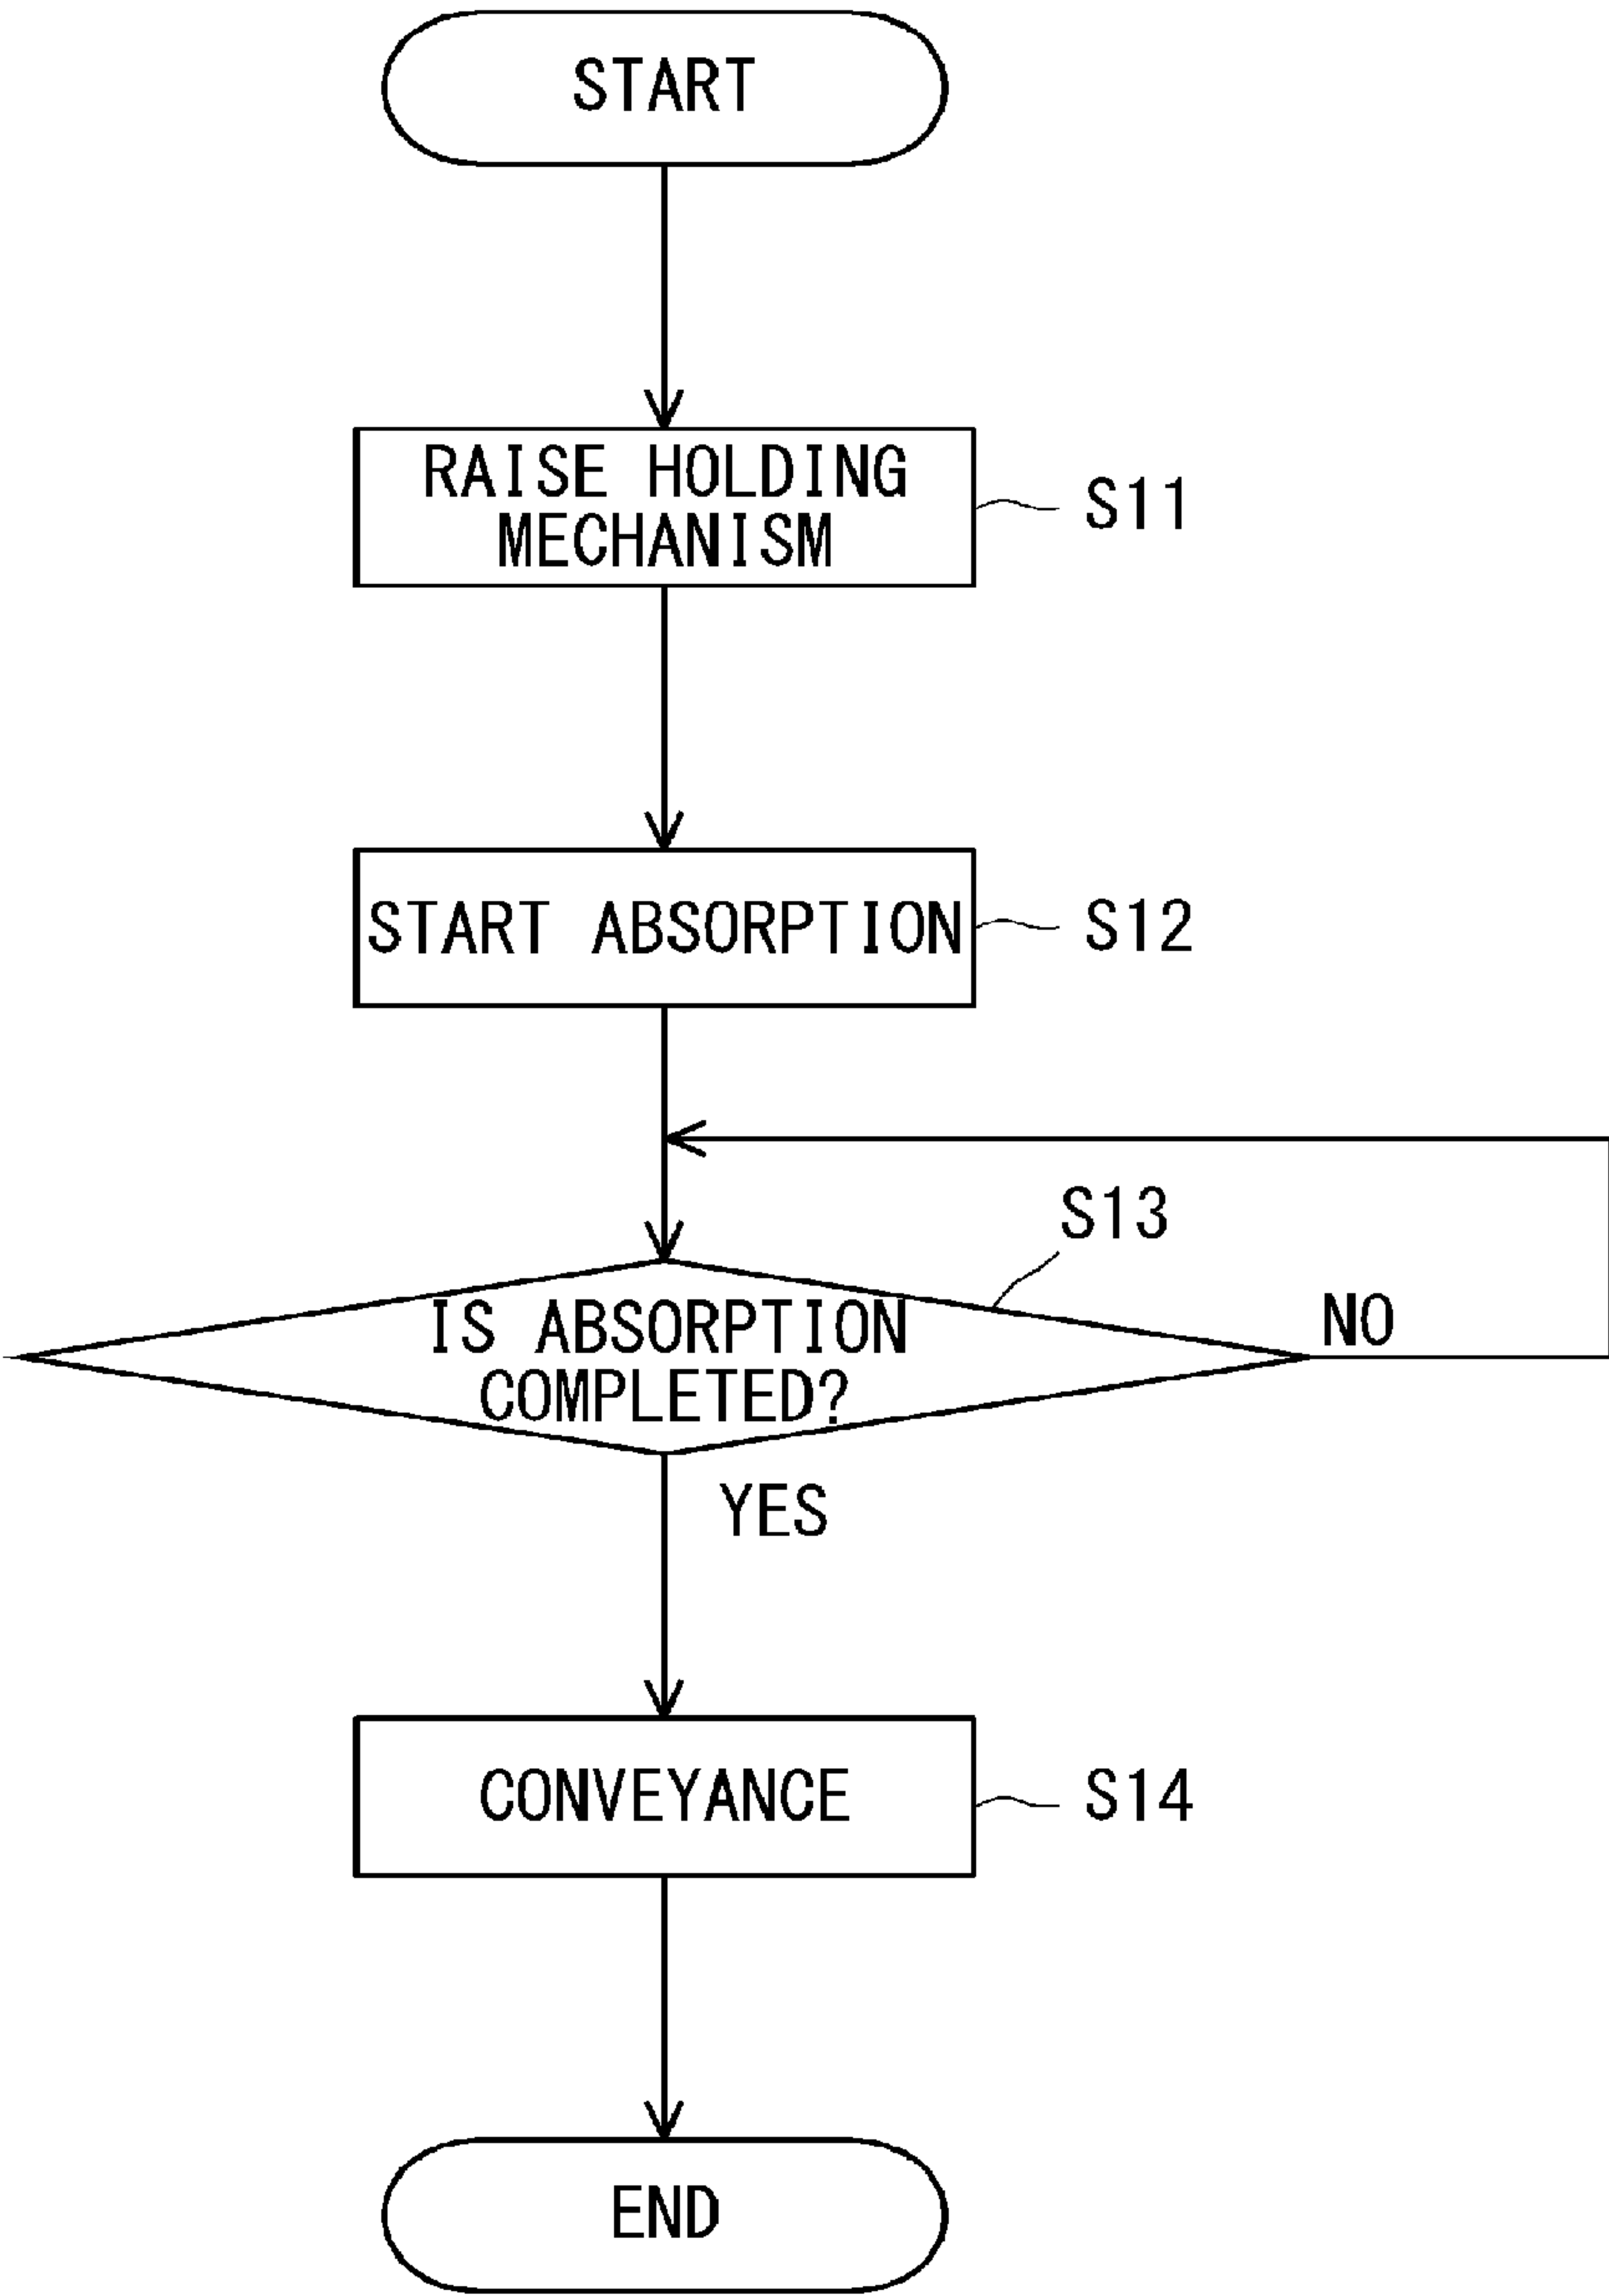 START
RAISE HOLDING
MECHANISM
S11
START ABSORPTION
S12
S13
IS ABSORPTION
COMPLETED?
NO
YES
CONVEYANCE
S14
END